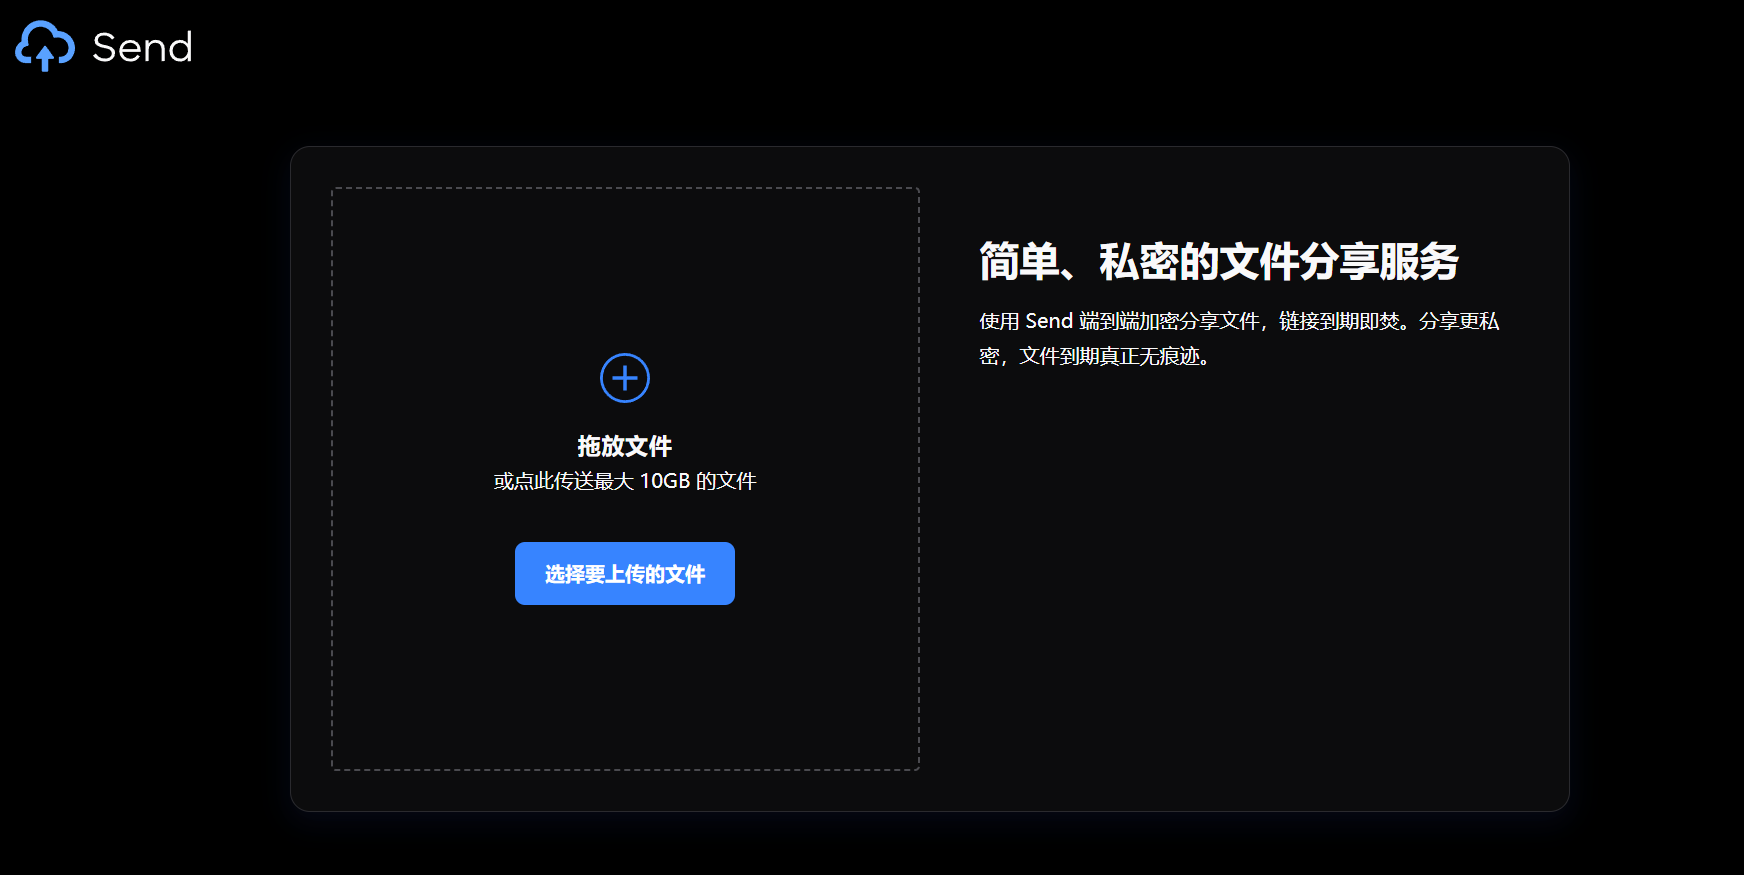 Send
简单、私密的文件分享服务
使用 Send 端到端加密分享文件，链接到期即焚。分享更私
密，文件到期真正无痕迹。
拖放文件
或点此传送最大 10GB 的文件
选择要上传的文件